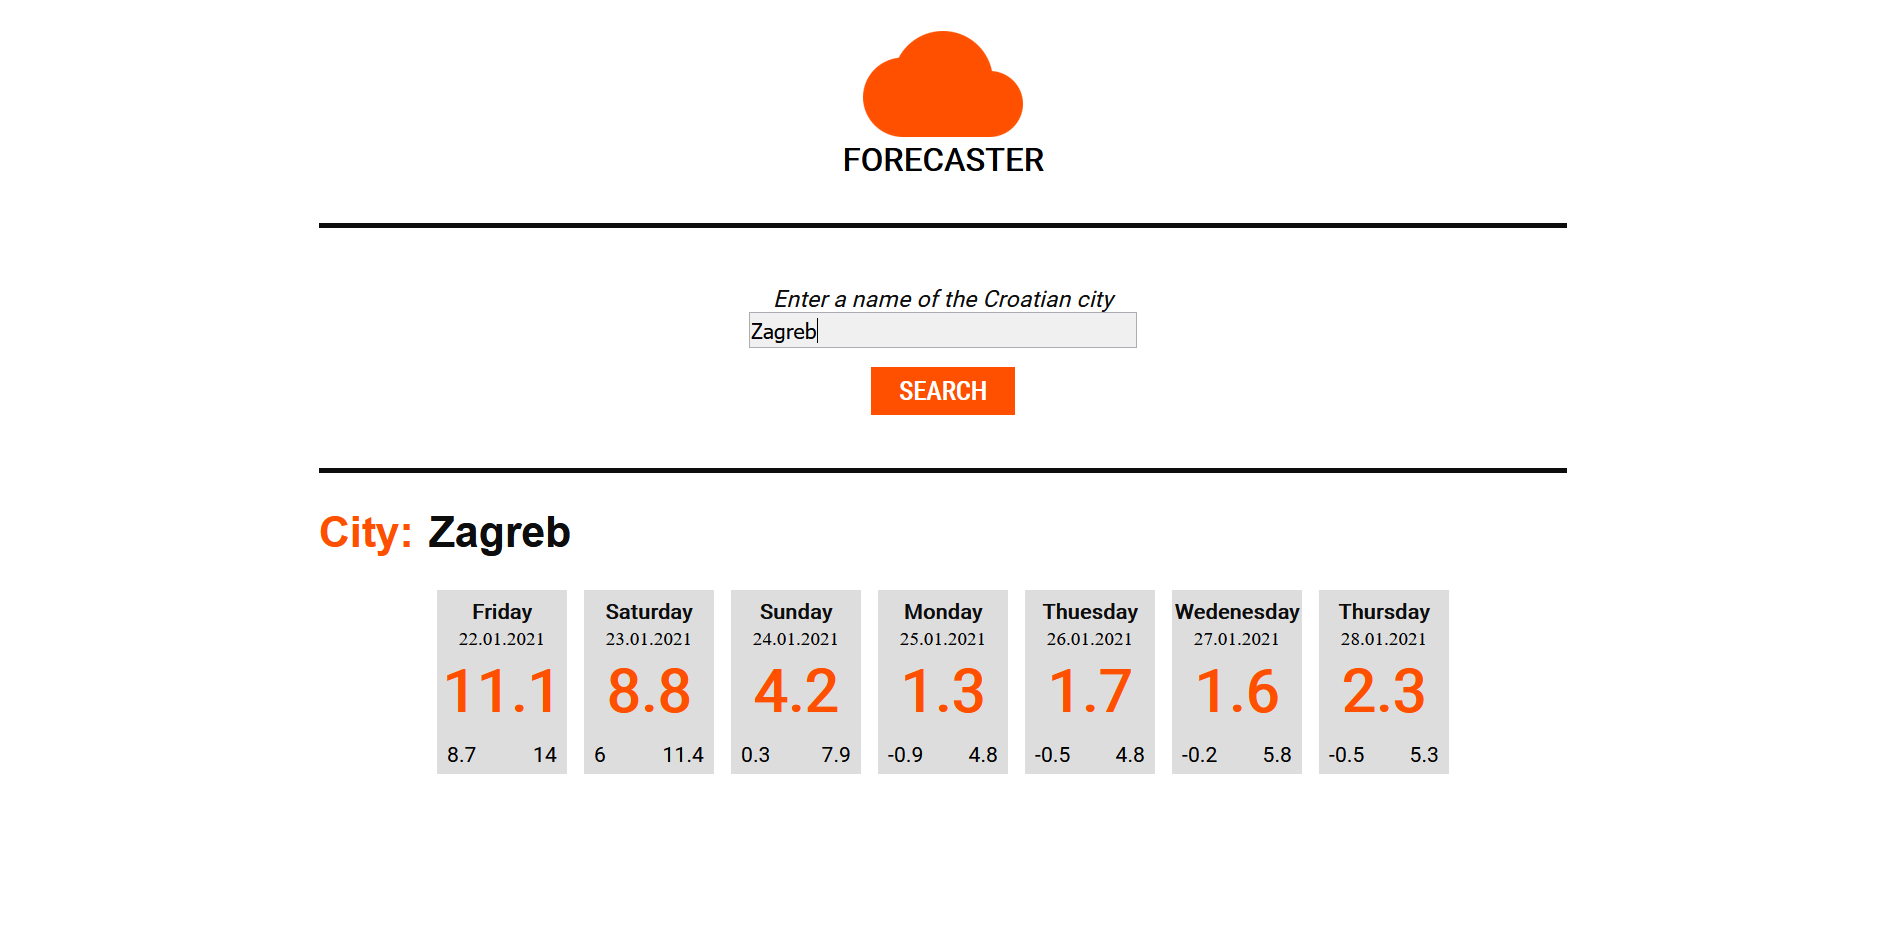 FORECASTER
Enter a name of the Croatian city
Zagreb
SEARCH
City: Zagreb
Friday
22.01.2021
11.1
8.7 14
Saturday
23.01.2021
8.8
6 11.4
Sunday
24.01.2021
4.2
0.3 7.9
Monday
25.01.2021
1.3
-0.9 4.8
Thuesday
26.01.2021
1.7
-0.5 4.8
Wedenesday
27.01.2021
1.6
-0.2 5.8
Thursday
28.01.2021
2.3
-0.5 5.3